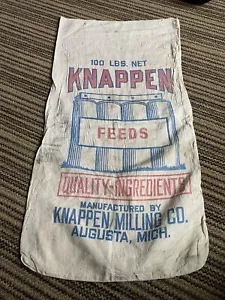 100 LBS. NET
KNAPPEN
FEEDS
QUALITY-INGREDIENTS
MANUFACTURED BY
KNAPPEN MILLING CO.
AUGUSTA, MICH.